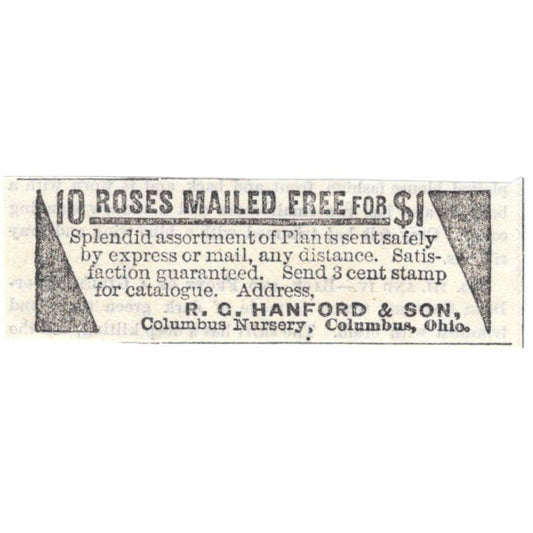 10 ROSES MAILED FREE FOR $1
Splendid assortment of Plants sent safely
by express or mail, any distance. Satis-
faction guaranteed. Send 3 cent stamp
for catalogue. Address,
R. G. HANFORD & SON,
Columbus Nursery, Columbus, Ohio.